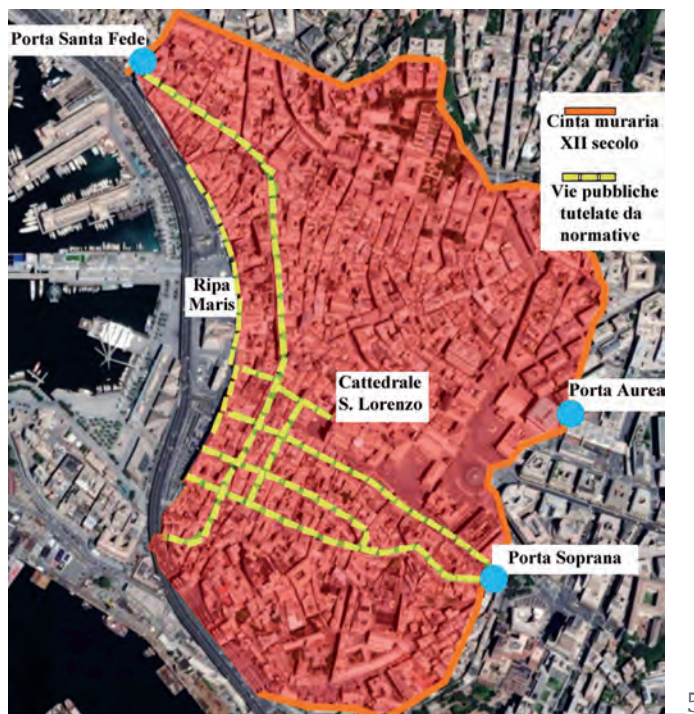 Porta Santa Fede
Cinta muraria
XII secolo
Vie pubbliche
tutelate da
normative
Ripa
Maris
Cattedrale
S. Lorenzo
Porta Aurea
Porta Soprana
5